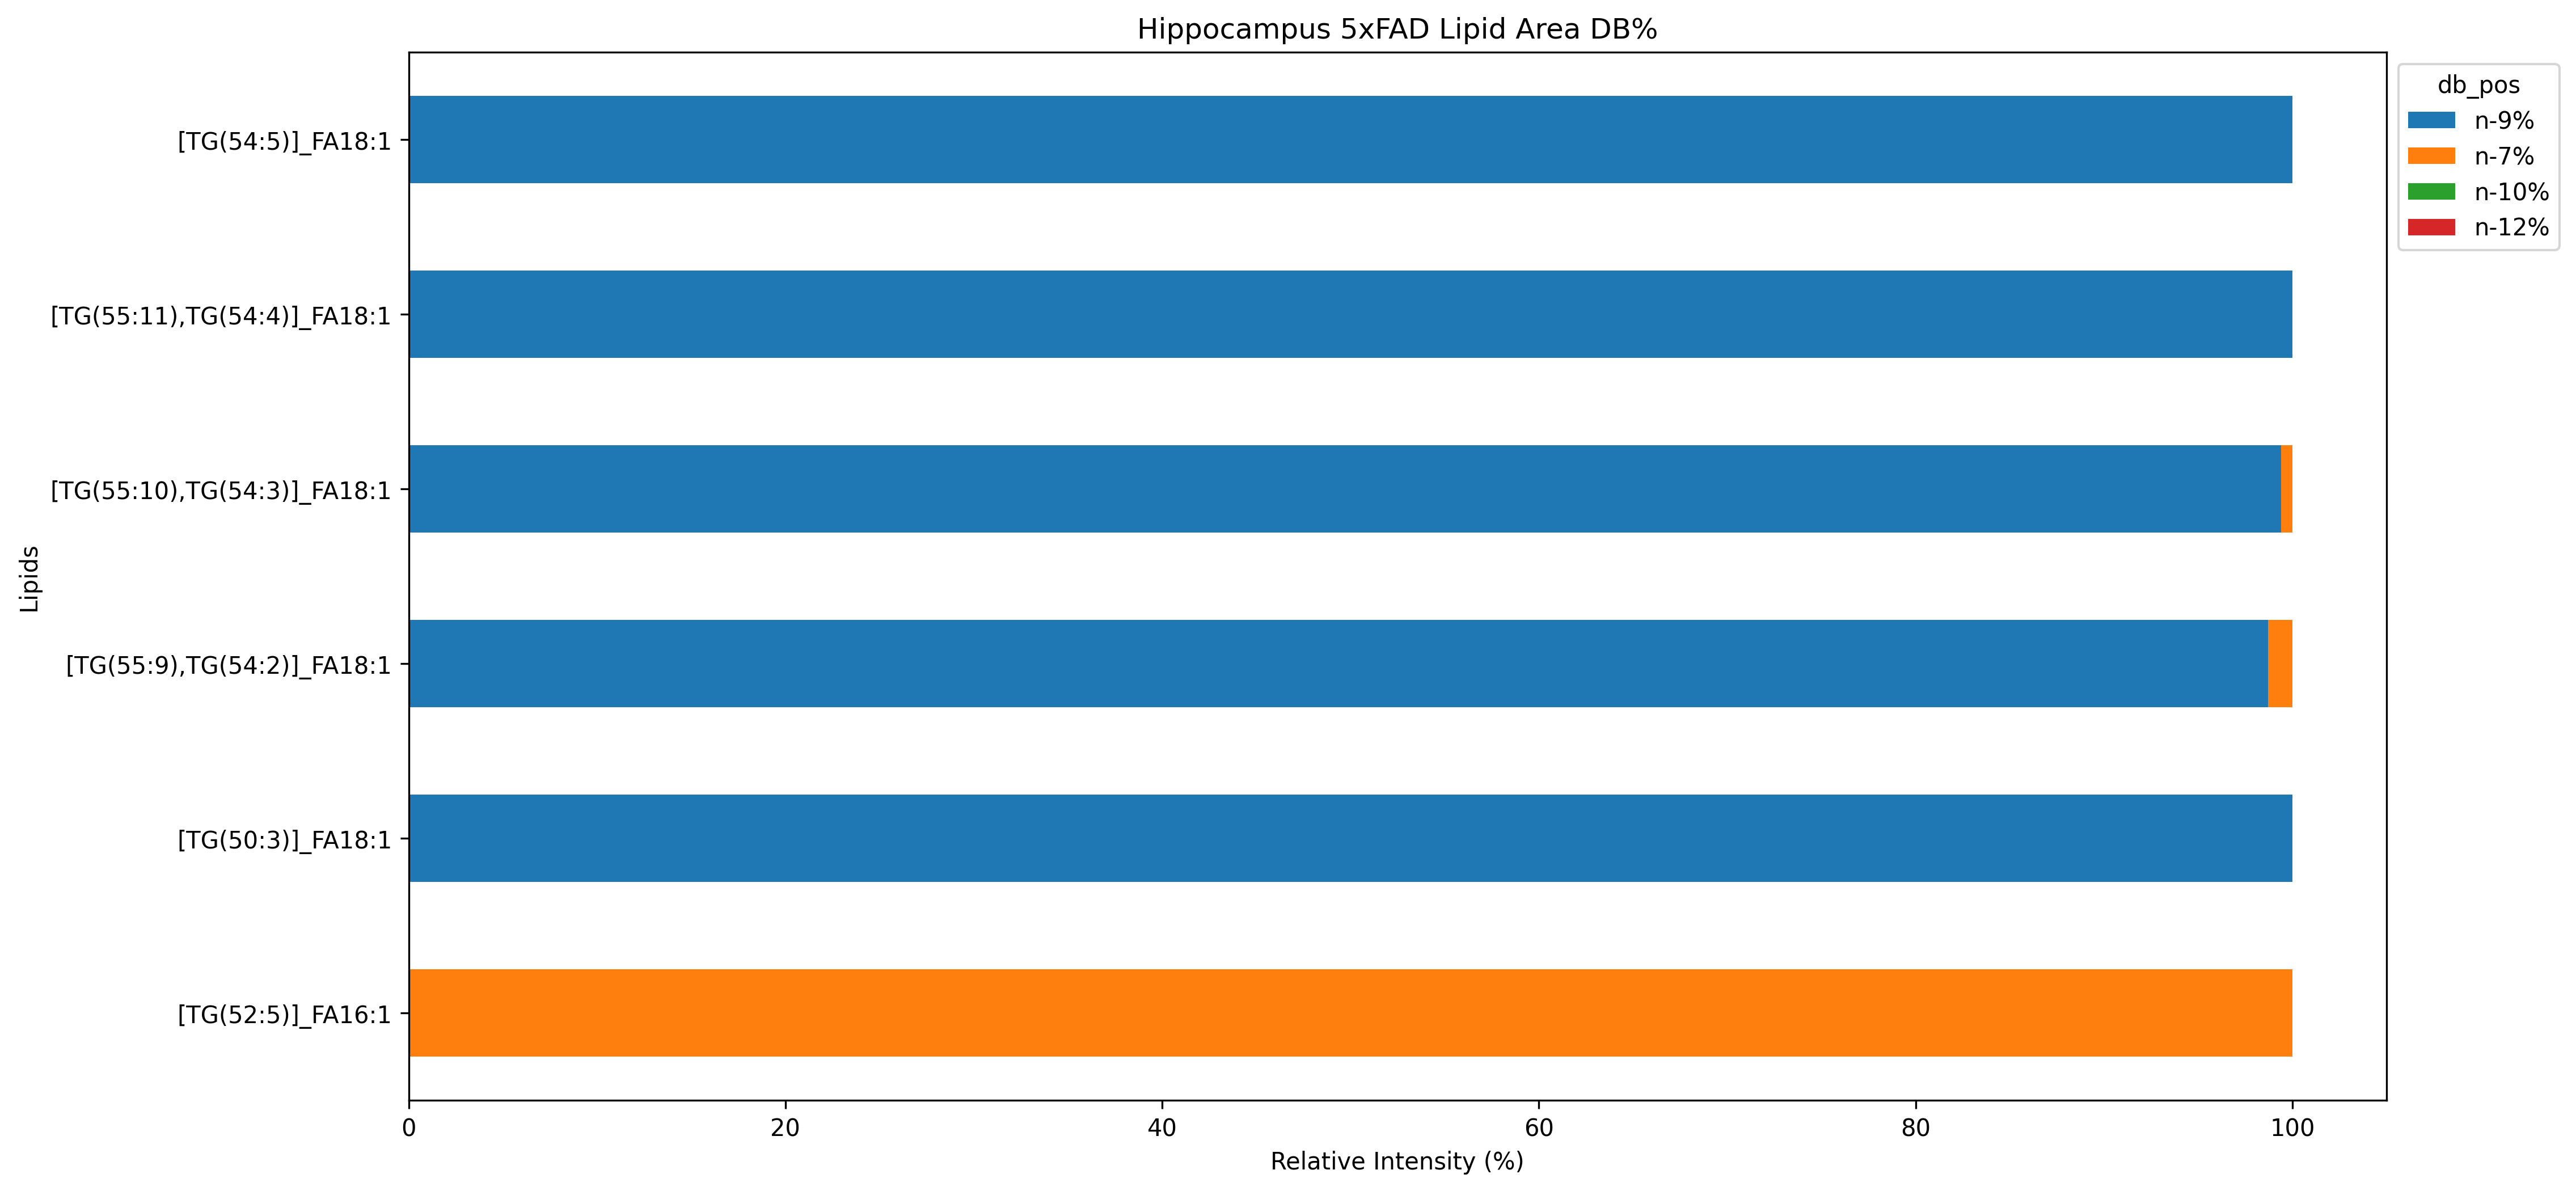 Hippocampus 5xFAD Lipid Area DB%
db_pos
n-9%
n-7%
n-10%
n-12%
Lipids
[TG(54:5)]_FA18:1
[TG(55:11),TG(54:4)]_FA18:1
[TG(55:10),TG(54:3)]_FA18:1
[TG(55:9),TG(54:2)]_FA18:1
[TG(50:3)]_FA18:1
[TG(52:5)]_FA16:1
0 20 40 60 80 100
Relative Intensity (%)